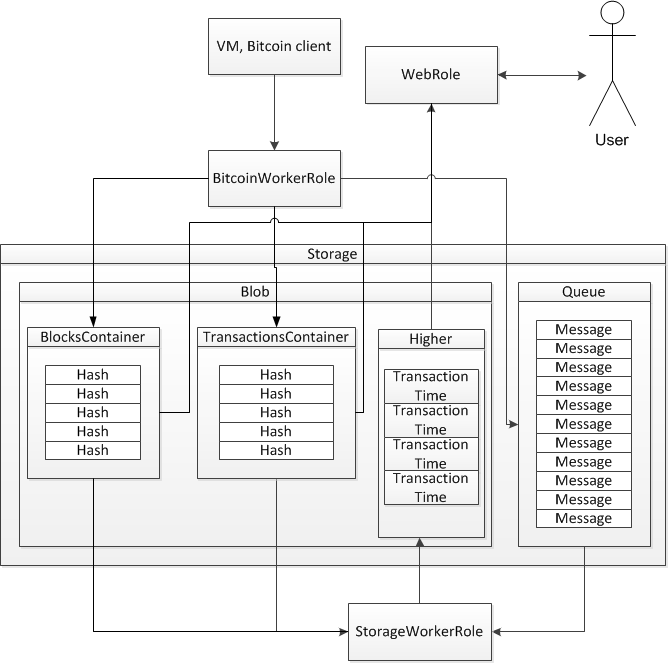 VM, Bitcoin client
WebRole
User
BitcoinWorkerRole
Storage
Blob
Queue
BlocksContainer
Hash
Hash
Hash
Hash
Hash
TransactionsContainer
Hash
Hash
Hash
Hash
Hash
Higher
Transaction
Time
Transaction
Time
Transaction
Time
Transaction
Time
Message
Message
Message
Message
Message
Message
Message
Message
Message
Message
Message
StorageWorkerRole